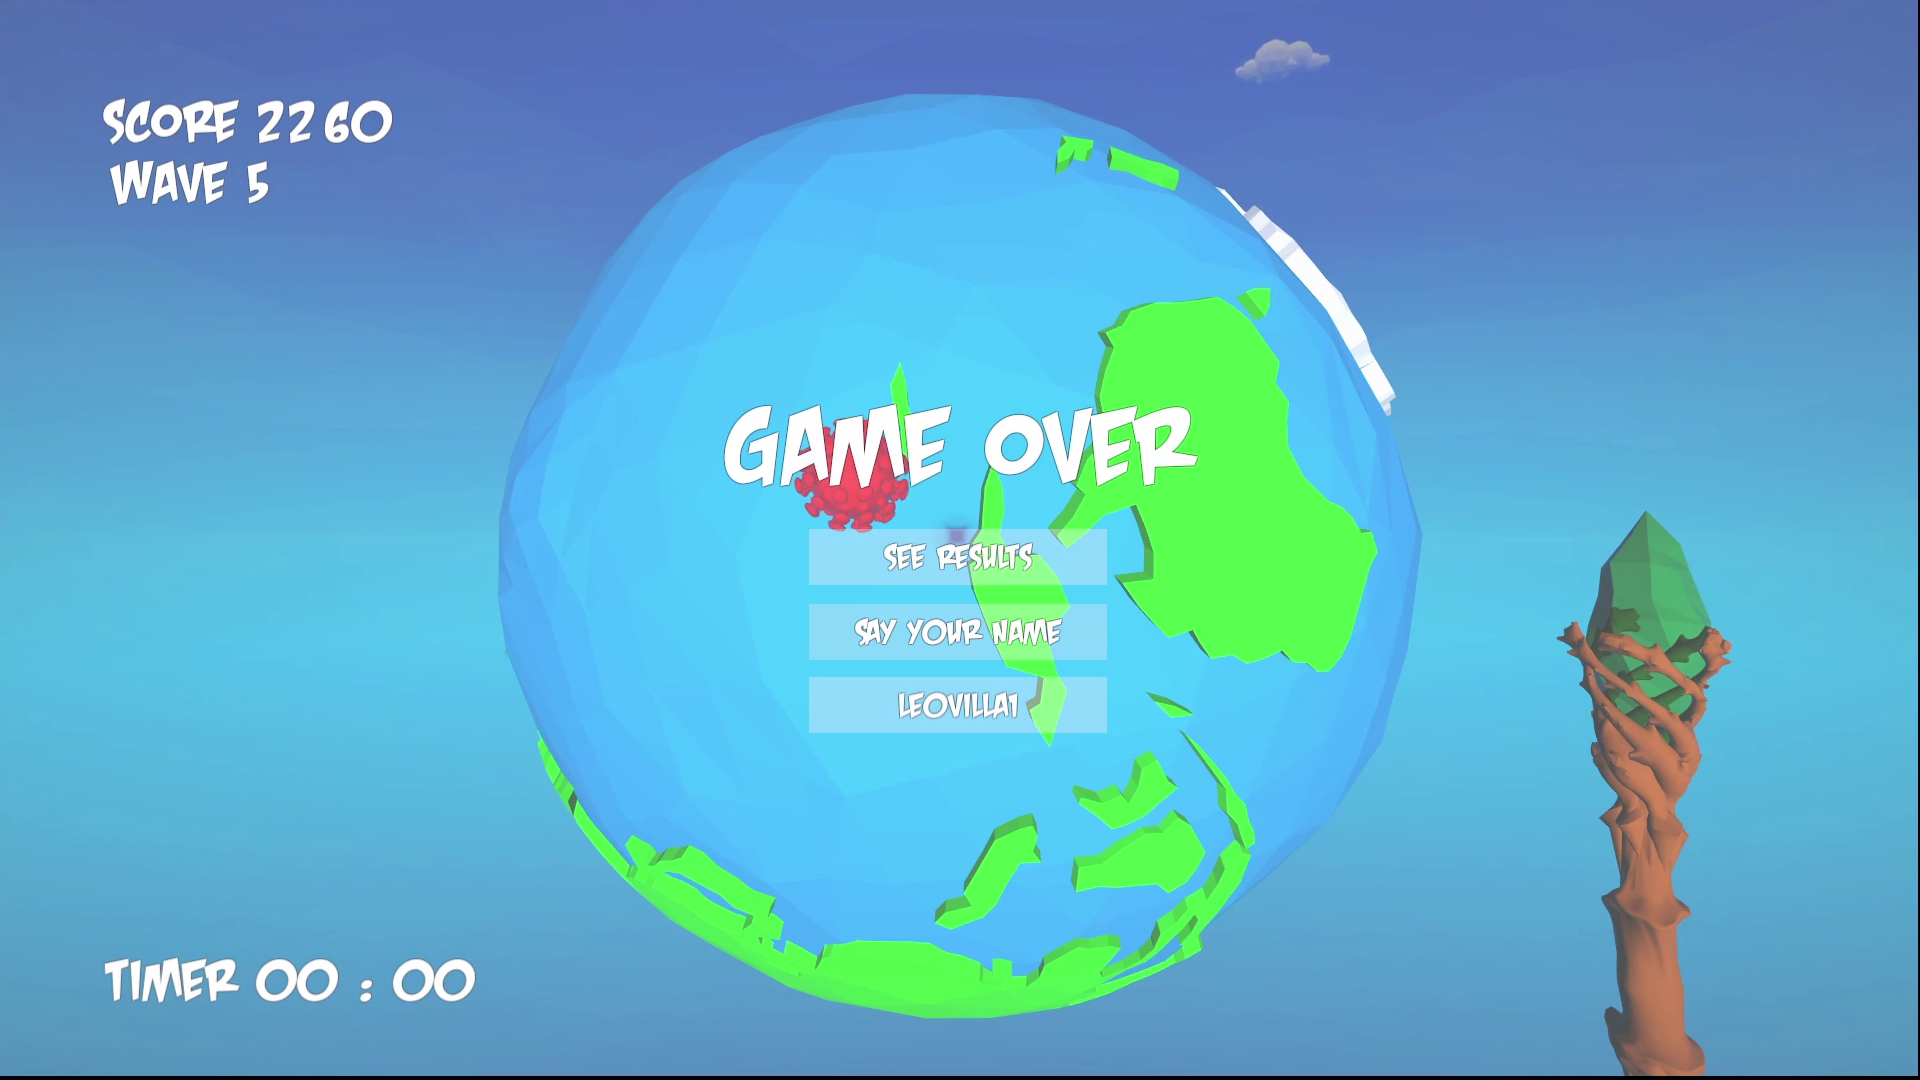 SCORE 2260
WAVE 5
GAME OVER
SEE RESULTS
SAY YOUR NAME
LEOVILLA1
TIMER 00 : 00